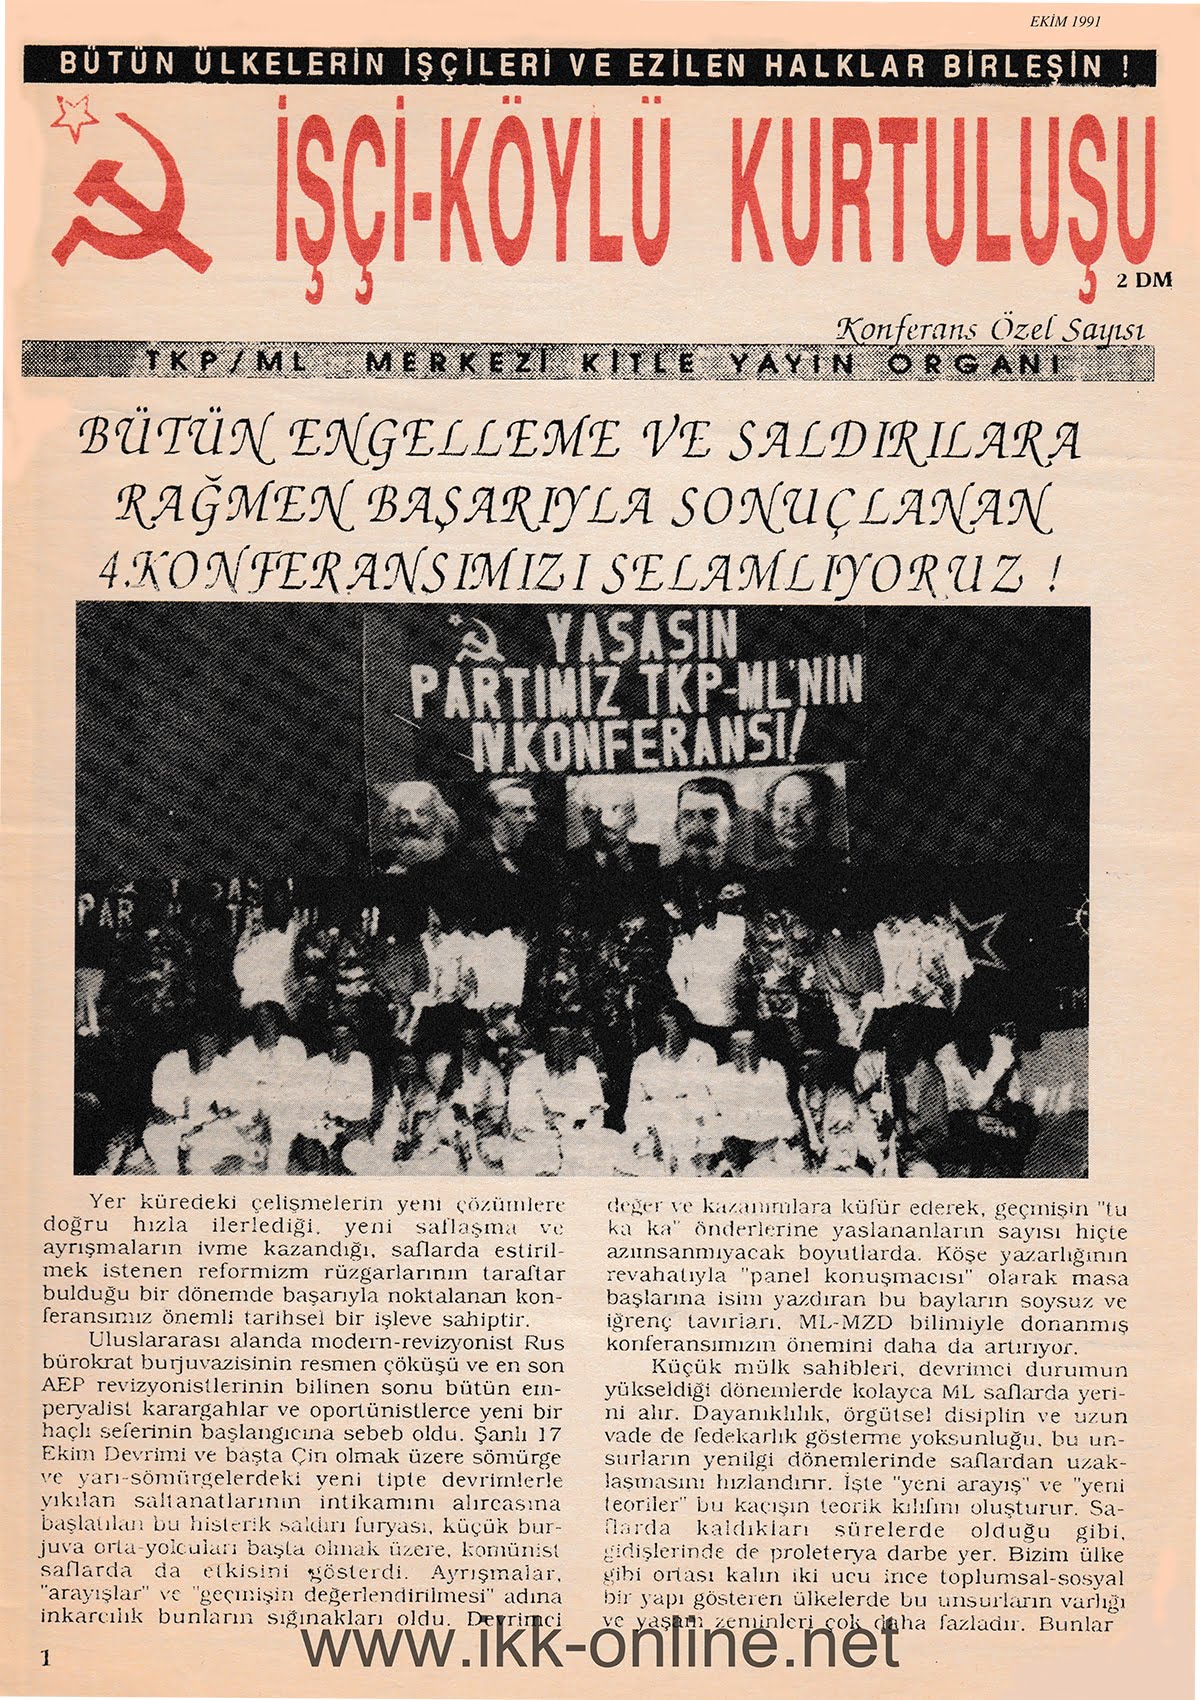 EKİM 1991
BÜTÜN ÜLKELERİN İŞÇİLERİ VE EZİLEN HALKLAR BİRLEŞİN !
İŞÇİ-KÖYLÜ KURTULUŞU
2 DM
Konferans Özel Sayısı
TKP/ML MERKEZİ KİTLE YAYIN ORGANI
BÜTÜN ENGELLEME VE SALDIRILARA
RAĞMEN BAŞARIYLA SONUÇLANAN
4.KONFERANSIMIZI SELAMLIYORUZ !
YAŞASIN
PARTİMİZ TKP-ML'NİN
IV.KONFERANSI!
Yer küredeki çelişmelerin yeni çözümlere
doğru hızla ilerlediği, yeni saflaşma ve
ayrışmaların ivme kazandığı, saflarda estiril-
mek istenen reformizm rüzgarlarının taraftar
bulduğu bir dönemde başarıyla noktalanan kon-
feransımız önemli tarihsel bir işleve sahiptir.
Uluslararası alanda modern-revizyonist Rus
bürokrat burjuvazisinin resmen çöküşü ve en son
AEP revizyonistlerinin bilinen sonu bütün em-
peryalist karargahlar ve oportünistlerce yeni bir
haçlı seferinin başlangıcına sebeb oldu. Şanlı 17
Ekim Devrimi ve başta Çin olmak üzere sömürge
ve yarı-sömürgelerdeki yeni tipte devrimlerle
yıkılan saltanatlarının intikamını alırcasına
başlatılan bu histerik saldırı furyası, küçük bur-
juva orta-yolcuları başta olmak üzere, komünist
saflarda da etkisini gösterdi. Ayrışmalar,
"arayışlar" ve "geçmişin değerlendirilmesi" adına
inkarcılık bunların sığınakları oldu. Devrimci
değer ve kazanımlara küfür ederek, geçmişin "tu
ka ka" önderlerine yaslananların sayısı hiçte
azımsanmıyacak boyutlarda. Köşe yazarlığının
revahatıyla "panel konuşmacısı" olarak masa
başlarına isim yazdıran bu bayların soysuz ve
iğrenç tavırları, ML-MZD bilimiyle donanmış
konferansımızın önemini daha da artırıyor.
Küçük mülk sahibleri, devrimci durumun
yükseldiği dönemlerde kolayca ML saflarda yeri-
ni alır. Dayanıklılık, örgütsel disiplin ve uzun
vade de fedekarlık gösterme yoksunluğu, bu un-
surların yenilgi dönemlerinde saflardan uzak-
laşmasını hızlandırır. İşte "yeni arayış" ve "yeni
teoriler" bu kaçışın teorik kılıfını oluşturur. Sa-
flarda kaldıkları sürelerde olduğu gibi,
gidişlerinde de proleterya darbe yer. Bizim ülke
gibi ortası kalın iki ucu ince toplumsal-sosyal
bir yapı gösteren ülkelerde bu unsurların varlığı
ve yaşam zeminleri çok daha fazladır. Bunlar
1
www.ikk-online.net